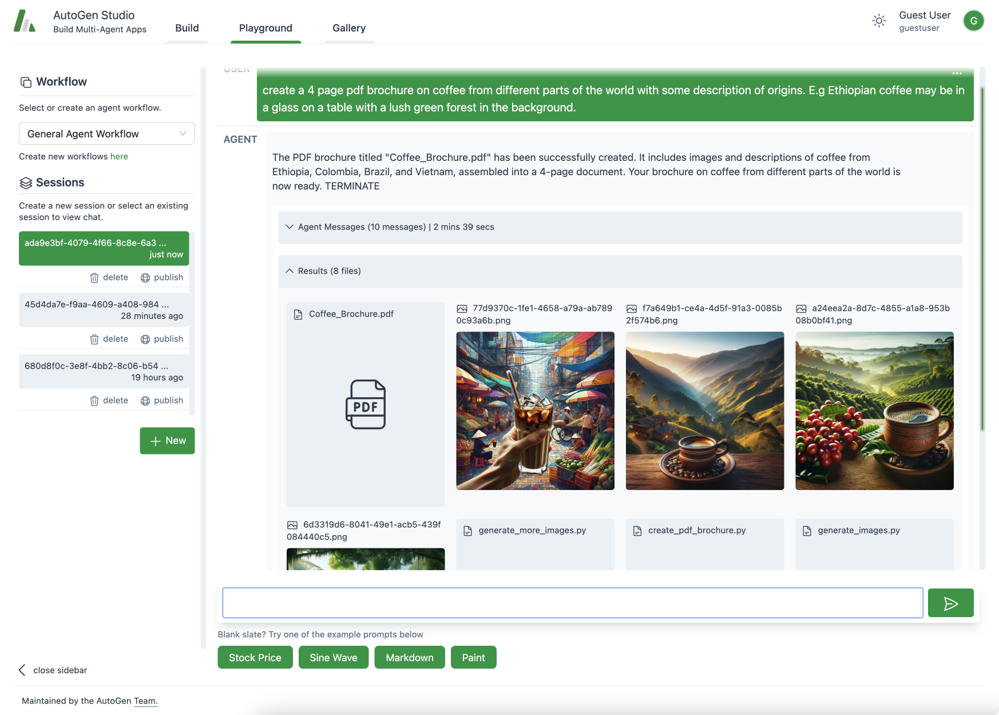 AutoGen Studio
Build Multi-Agent Apps
Build
Playground
Gallery
Guest User
guestuser
G
Workflow
Select or create an agent workflow.
General Agent Workflow
Create new workflows here
Sessions
Create a new session or select an existing
session to view chat.
ada9e3bf-4079-4f66-8c8e-6a3 ...
just now
delete
publish
45d4da7e-f9aa-4609-a408-984 ...
28 minutes ago
delete
publish
680d8f0c-3e8f-4bb2-8c06-b54 ...
19 hours ago
delete
publish
New
close sidebar
USER
create a 4 page pdf brochure on coffee from different parts of the world with some description of origins. E.g Ethiopian coffee may be in
a glass on a table with a lush green forest in the background.
AGENT
The PDF brochure titled "Coffee_Brochure.pdf" has been successfully created. It includes images and descriptions of coffee from
Ethiopia, Colombia, Brazil, and Vietnam, assembled into a 4-page document. Your brochure on coffee from different parts of the world is
now ready. TERMINATE
Agent Messages (10 messages) | 2 mins 39 secs
Results (8 files)
Coffee_Brochure.pdf
PDF
77d9370c-1fe1-4658-a79a-ab789
0c93a6b.png
f7a649b1-ce4a-4d5f-91a3-0085b
2f574b6.png
a24eea2a-8d7c-4855-a1a8-953b
08b0bf41.png
6d3319d6-8041-49e1-acb5-439f
084440c5.png
generate_more_images.py
create_pdf_brochure.py
generate_images.py
Blank slate? Try one of the example prompts below
Stock Price
Sine Wave
Markdown
Paint
Maintained by the AutoGen Team.